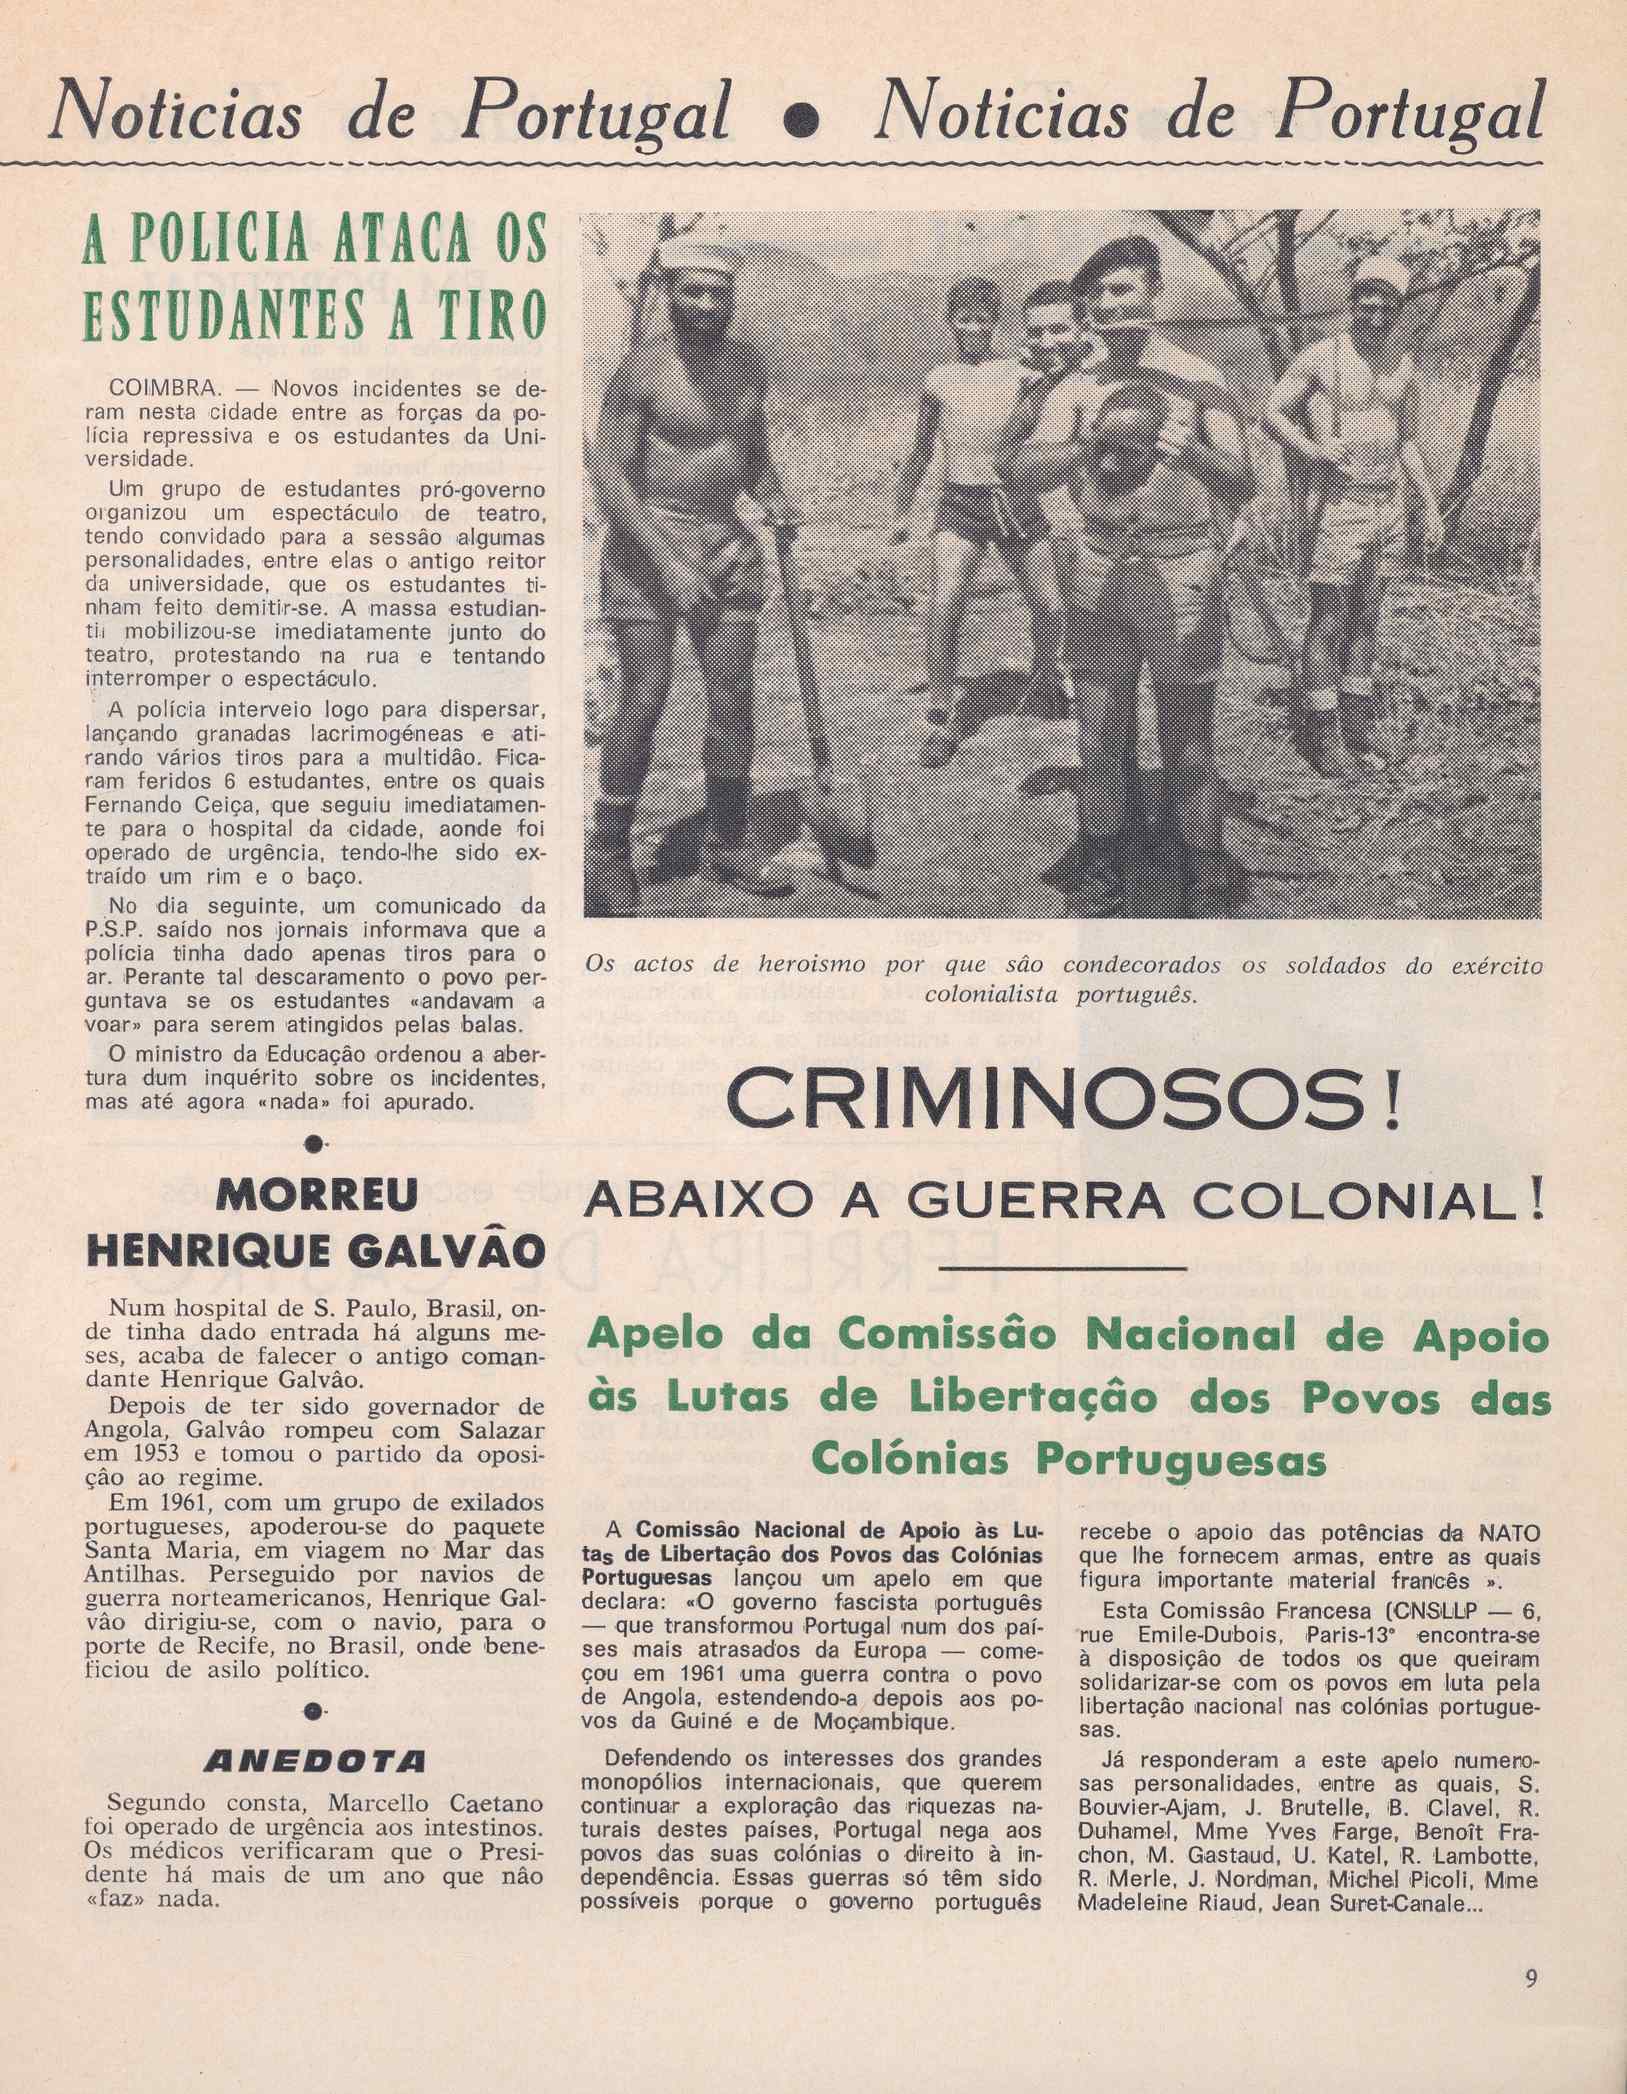 Noticias de Portugal ● Noticias de Portugal
A POLICIA ATACA OS
ESTUDANTES A TIRO
COIMBRA. — Novos incidentes se de-
ram nesta cidade entre as forças da po-
lícia repressiva e os estudantes da Uni-
versidade.
Um grupo de estudantes pró-governo
organizou um espectáculo de teatro,
tendo convidado para a sessâo algumas
personalidades, entre elas o antigo reitor
da universidade, que os estudantes ti-
nham feito demitir-se. A massa estudian-
til mobilizou-se imediatamente junto do
teatro, protestando na rua e tentando
interromper o espectáculo.
A polícia interveio logo para dispersar,
lançando granadas lacrimogéneas e ati-
rando vários tiros para a multidâo. Fica-
ram feridos 6 estudantes, entre os quais
Fernando Ceiça, que seguiu imediatamen-
te para o hospital da cidade, aonde foi
operado de urgência, tendo-lhe sido ex-
traído um rim e o baço.
No dia seguinte, um comunicado da
P.S.P. saído nos jornais informava que a
polícia tinha dado apenas tiros para o
ar. Perante tal descaramento o povo per-
guntava se os estudantes «andavam a
voar» para serem atingidos pelas balas.
O ministro da Educaçâo ordenou a aber-
tura dum inquérito sobre os incidentes,
mas até agora «nada» foi apurado.
MORREU
HENRIQUE GALVÂO
Num hospital de S. Paulo, Brasil, on-
de tinha dado entrada há alguns me-
ses, acaba de falecer o antigo coman-
dante Henrique Galvâo.
Depois de ter sido governador de
Angola, Galvâo rompeu com Salazar
em 1953 e tomou o partido da oposi-
çâo ao regime.
Em 1961, com um grupo de exilados
portugueses, apoderou-se do paquete
Santa Maria, em viagem no Mar das
Antilhas. Perseguido por navios de
guerra norteamericanos, Henrique Gal-
vâo dirigiu-se, com o navio, para o
porte de Recife, no Brasil, onde bene-
ficiou de asilo político.
ANEDOTA
Segundo consta, Marcello Caetano
foi operado de urgência aos intestinos.
Os médicos verificaram que o Presi-
dente há mais de um ano que nâo
«faz» nada.
Os actos de heroismo por que sâo condecorados os soldados do exército
colonialista português.
CRIMINOSOS!
ABAIXO A GUERRA COLONIAL!
Apelo da Comissâo Nacional de Apoio
às Lutas de Libertaçâo dos Povos das
Colónias Portuguesas
A Comissâo Nacional de Apoio às Lu-
tas de Libertaçâo dos Povos das Colónias
Portuguesas lançou um apelo em que
declara: «O governo fascista português
— que transformou Portugal num dos paí-
ses mais atrasados da Europa — come-
çou em 1961 uma guerra contra o povo
de Angola, estendendo-a depois aos po-
vos da Guiné e de Moçambique.
Defendendo os interesses dos grandes
monopólios internacionais, que querem
continuar a exploraçâo das riquezas na-
turais destes países, Portugal nega aos
povos das suas colónias o direito à in-
dependência. Essas guerras só têm sido
possíveis porque o governo português
recebe o apoio das potências da NATO
que lhe fornecem armas, entre as quais
figura importante material francês ».
Esta Comissâo Francesa (CNSLLP — 6,
rue Emile-Dubois, Paris-13ᵉ encontra-se
à disposiçâo de todos os que queiram
solidarizar-se com os povos em luta pela
libertaçâo nacional nas colónias portugue-
sas.
Já responderam a este apelo numero-
sas personalidades, entre as quais, S.
Bouvier-Ajam, J. Brutelle, B. Clavel, R.
Duhamel, Mme Yves Farge, Benoît Fra-
chon, M. Gastaud, U. Katel, R. Lambotte,
R. Merle, J. Nordman, Michel Picoli, Mme
Madeleine Riaud, Jean Suret-Canale...
9